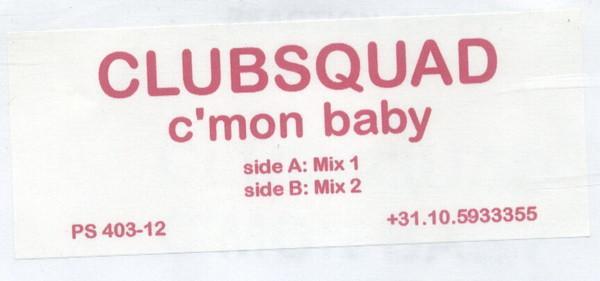 CLUBSQUAD
c'mon baby
side A: Mix 1
side B: Mix 2
PS 403-12
+31.10.5933355